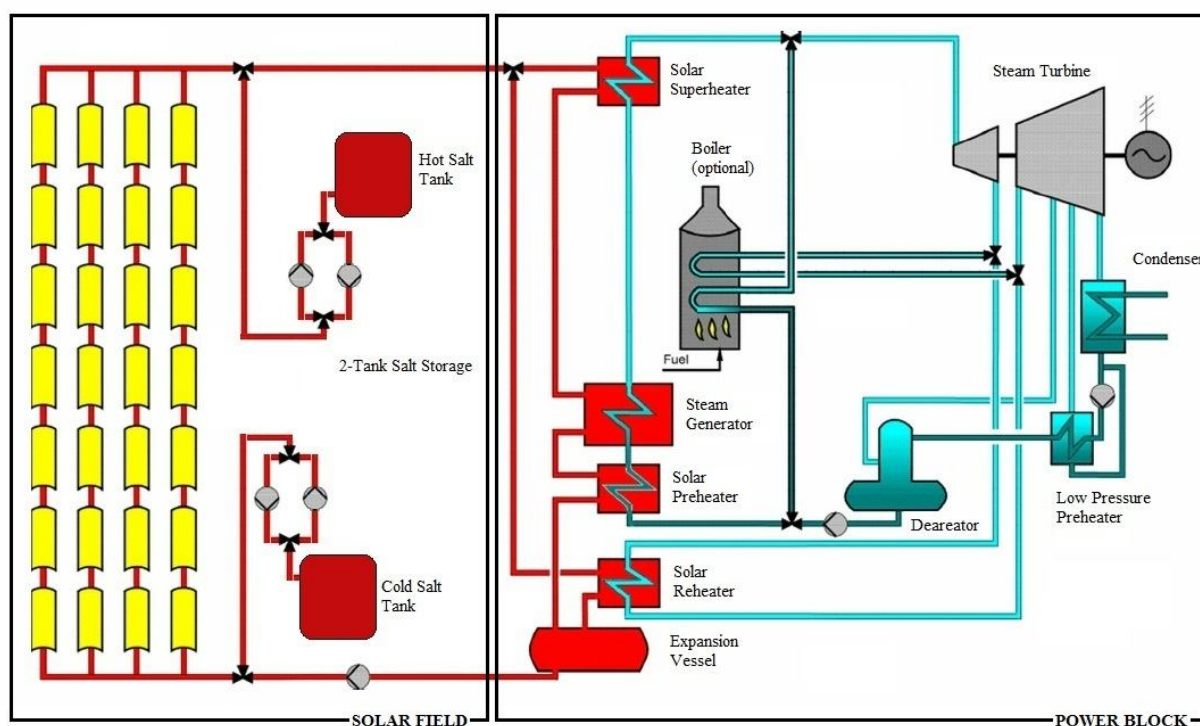 Solar
Superheater
Steam Turbine
Boiler
(optional)
Hot Salt
Tank
Condenser
2-Tank Salt Storage
Fuel
Steam
Generator
Solar
Preheater
Low Pressure
Preheater
Deareator
Cold Salt
Tank
Solar
Reheater
Expansion
Vessel
SOLAR FIELD
POWER BLOCK